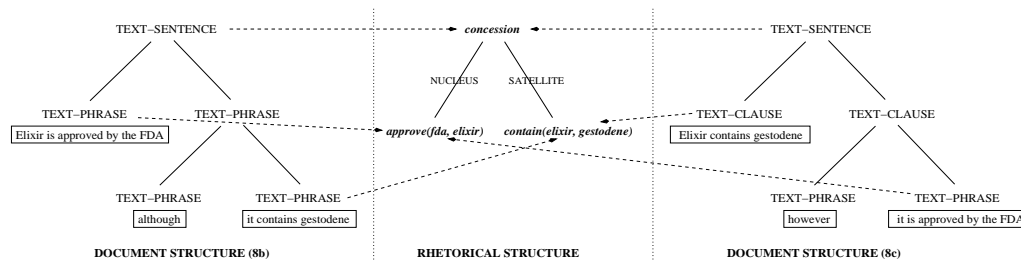 TEXT–SENTENCE concession TEXT–SENTENCE
NUCLEUS SATELLITE
TEXT–PHRASE TEXT–PHRASE TEXT–CLAUSE TEXT–CLAUSE
Elixir is approved by the FDA approve(fda, elixir) contain(elixir, gestodene) Elixir contains gestodene
TEXT–PHRASE TEXT–PHRASE TEXT–PHRASE TEXT–PHRASE
although it contains gestodene however it is approved by the FDA
DOCUMENT STRUCTURE (8b) RHETORICAL STRUCTURE DOCUMENT STRUCTURE (8c)